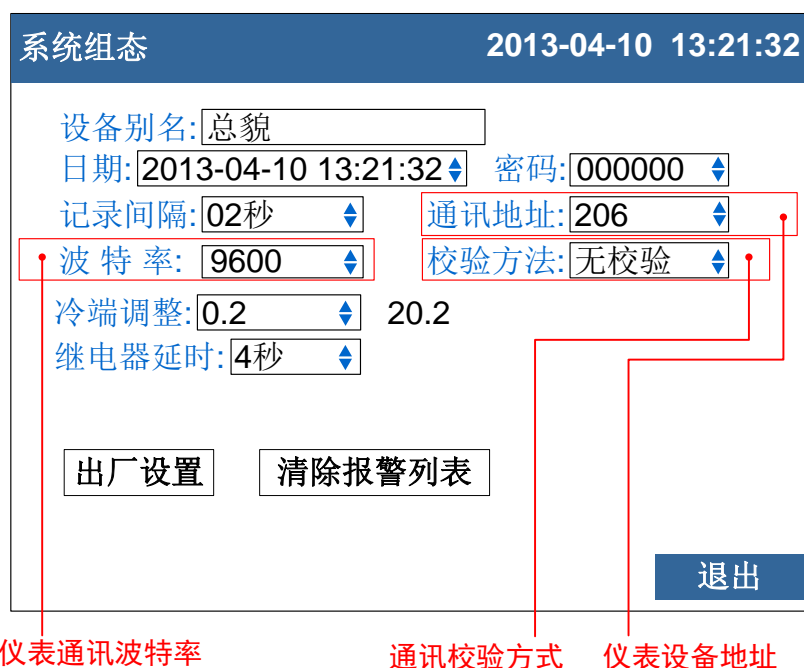 系统组态 2013-04-10 13:21:32
设备别名: 总貌
日期: 2013-04-10 13:21:32 密码: 000000
记录间隔: 02秒 通讯地址: 206
波 特 率: 9600 校验方法: 无校验
冷端调整: 0.2 20.2
继电器延时: 4秒
出厂设置 清除报警列表
退出
仪表通讯波特率 通讯校验方式 仪表设备地址